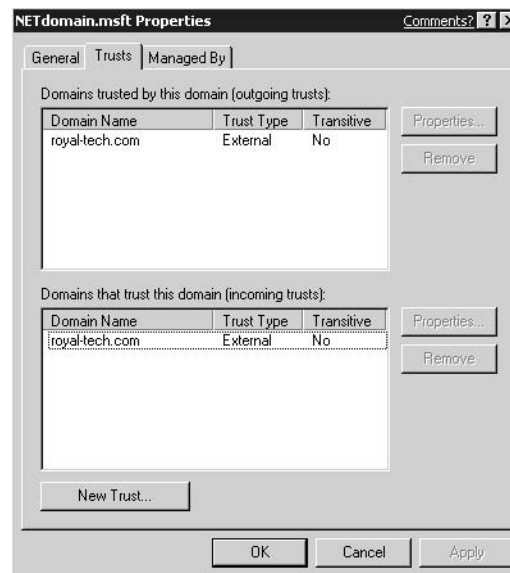 NETdomain.msft Properties Comments? ? X
General Trusts Managed By
Domains trusted by this domain (outgoing trusts):
Domain Name Trust Type Transitive
royal-tech.com External No
Properties...
Remove
Domains that trust this domain (incoming trusts):
Domain Name Trust Type Transitive
royal-tech.com External No
Properties...
Remove
New Trust...
OK Cancel Apply